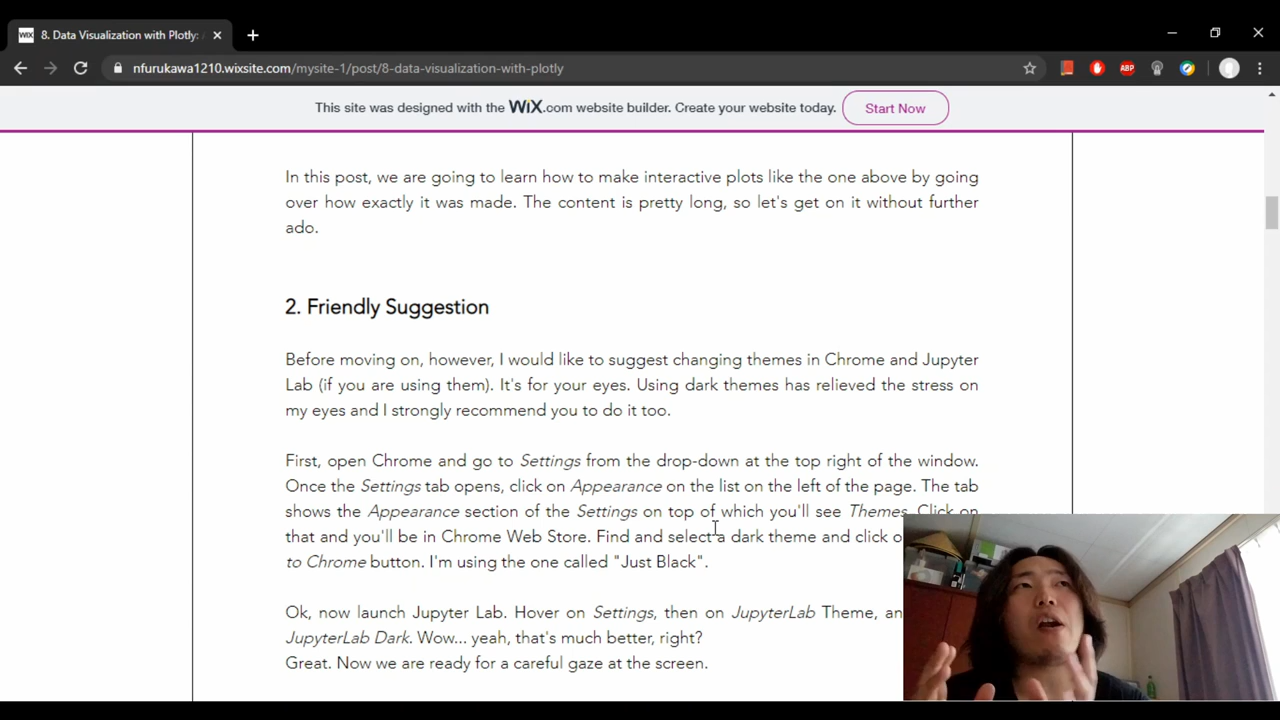 WiX 8. Data Visualization with Plotly:
nfurukawa1210.wixsite.com/mysite-1/post/8-data-visualization-with-plotly
ABP
This site was designed with the WiX.com website builder. Create your website today. Start Now
In this post, we are going to learn how to make interactive plots like the one above by going
over how exactly it was made. The content is pretty long, so let's get on it without further
ado.
2. Friendly Suggestion
Before moving on, however, I would like to suggest changing themes in Chrome and Jupyter
Lab (if you are using them). It's for your eyes. Using dark themes has relieved the stress on
my eyes and I strongly recommend you to do it too.
First, open Chrome and go to Settings from the drop-down at the top right of the window.
Once the Settings tab opens, click on Appearance on the list on the left of the page. The tab
shows the Appearance section of the Settings on top of which you'll see Themes. Click on
that and you'll be in Chrome Web Store. Find and select a dark theme and click o
to Chrome button. I'm using the one called "Just Black".
Ok, now launch Jupyter Lab. Hover on Settings, then on JupyterLab Theme, an
JupyterLab Dark. Wow... yeah, that's much better, right?
Great. Now we are ready for a careful gaze at the screen.